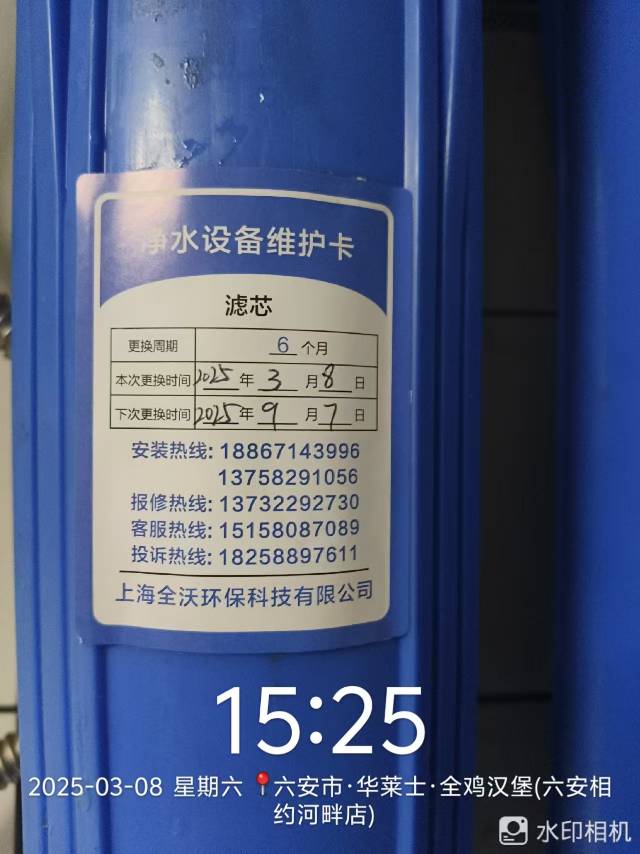 净水设备维护卡
滤芯
更换周期 6 个月
本次更换时间 2025 年 3 月 8 日
下次更换时间 2025 年 9 月 7 日
安装热线: 18867143996
13758291056
报修热线: 13732292730
客服热线: 15158087089
投诉热线: 18258897611
上海全沃环保科技有限公司
15:25
2025-03-08 星期六 六安市·华莱士·全鸡汉堡(六安相
约河畔店)
水印相机